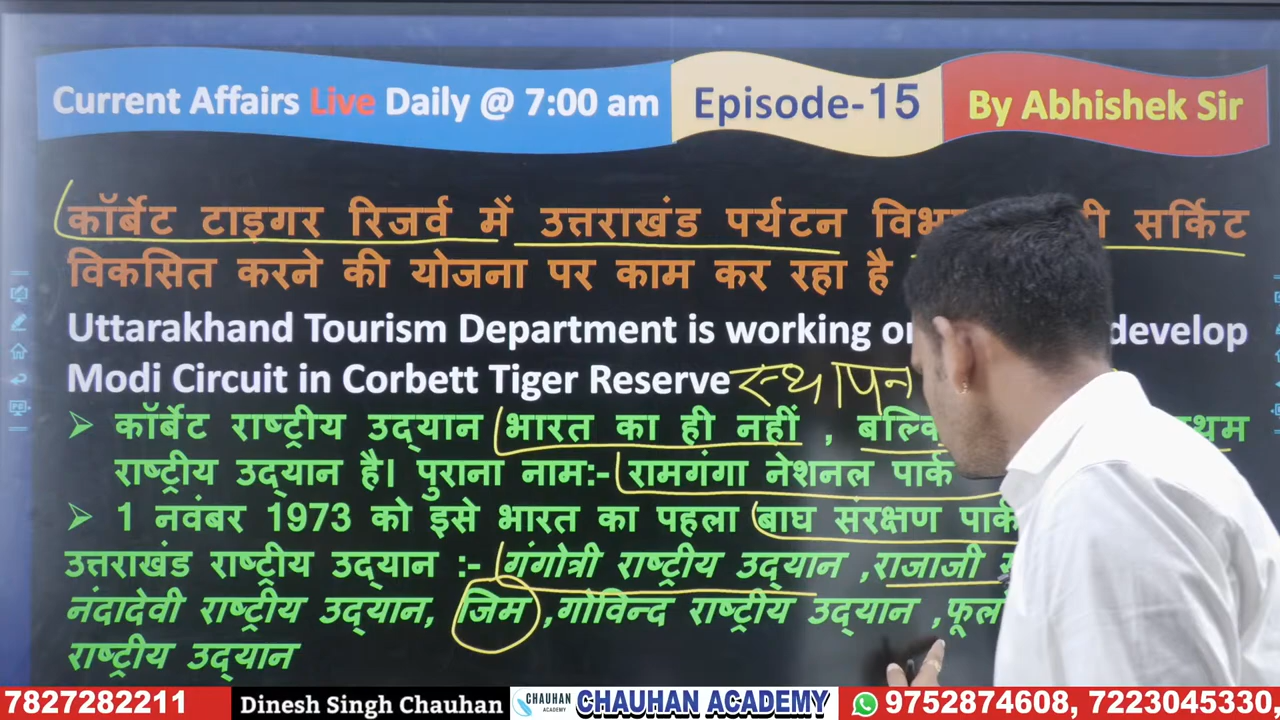 Current Affairs Live Daily @ 7:00 am Episode-15 By Abhishek Sir
कॉर्बेट टाइगर रिजर्व में उत्तराखंड पर्यटन सर्किट
विकसित करने की योजना पर काम कर रहा है
Uttarakhand Tourism Department is working develop
Modi Circuit in Corbett Tiger Reserve स्थापन
➤ कॉर्बेट राष्ट्रीय उद्यान भारत का ही नहीं ,
राष्ट्रीय उद्यान है। पुराना नाम:- रामगंगा नेशनल पार्क
➤ 1 नवंबर 1973 को इसे भारत का पहला बाघ संरक्षण पार्क
उत्तराखंड राष्ट्रीय उद्यान :- गंगोत्री राष्ट्रीय उद्यान ,राजाजी
नंदादेवी राष्ट्रीय उद्यान, जिम ,गोविन्द राष्ट्रीय उद्यान ,
राष्ट्रीय उद्यान
7827282211 Dinesh Singh Chauhan CHAUHAN ACADEMY CHAUHAN ACADEMY 9752874608, 7223045330